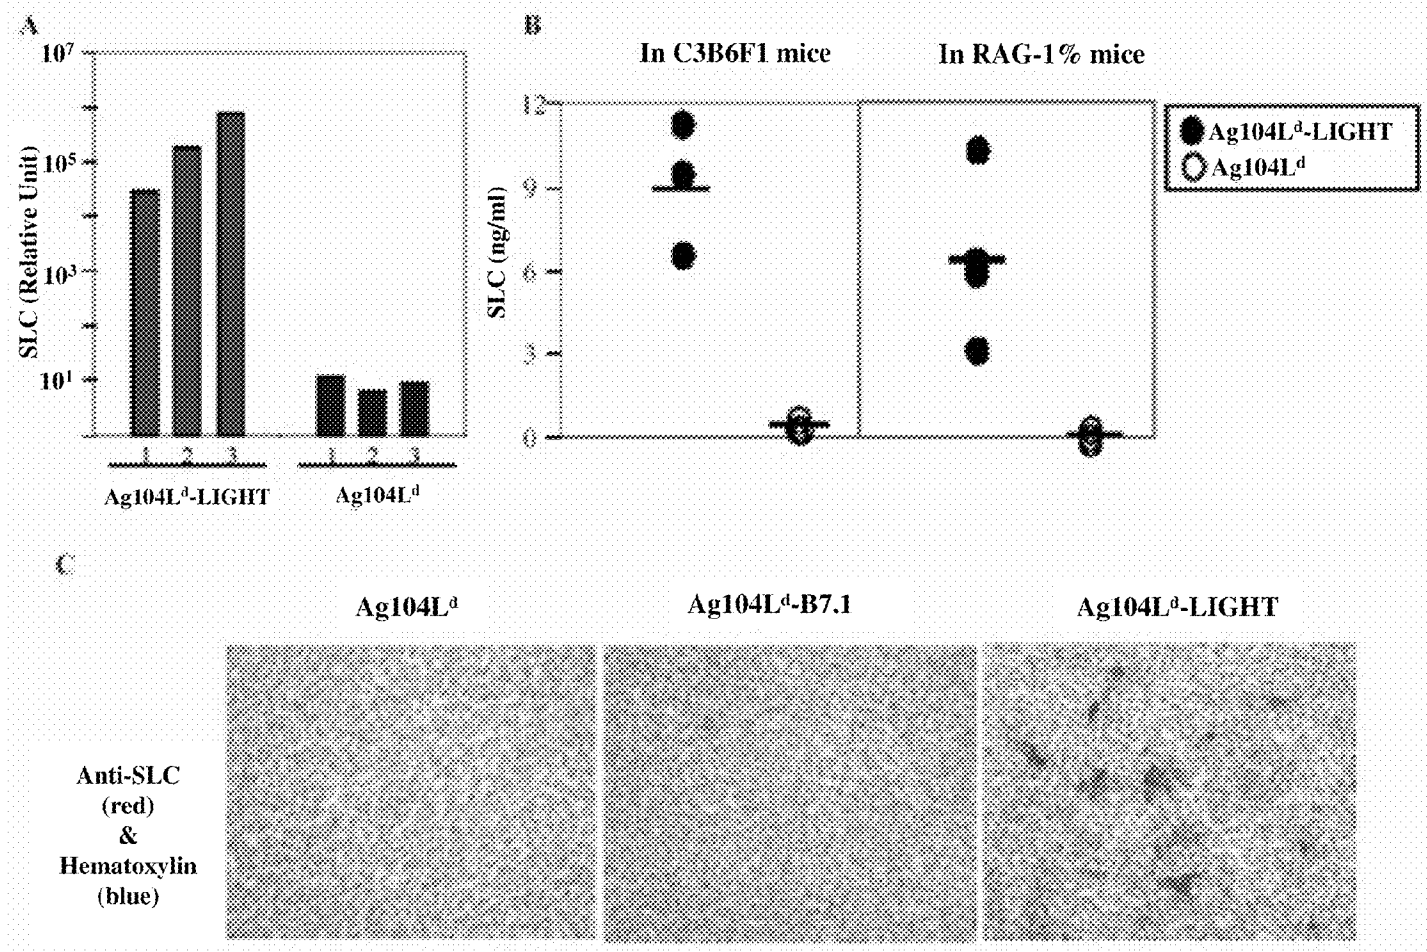 A
10⁷
10⁵
10³
10¹
SLC (Relative Unit)
1 2 3
1 2 3
Ag104Lᵈ-LIGHT
Ag104Lᵈ
B
In C3B6F1 mice
In RAG-1% mice
12
9
6
3
0
SLC (ng/ml)
Ag104Lᵈ-LIGHT
Ag104Lᵈ
C
Ag104Lᵈ
Ag104Lᵈ-B7.1
Ag104Lᵈ-LIGHT
Anti-SLC
(red)
&
Hematoxylin
(blue)